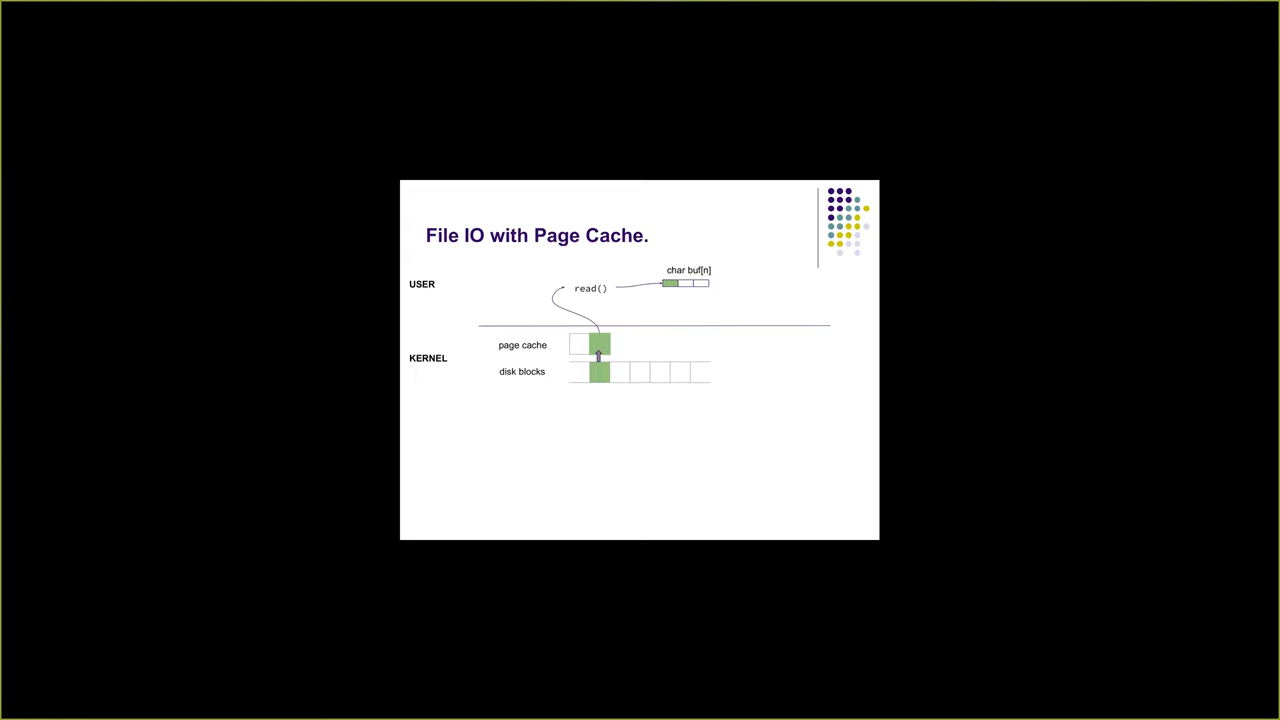 File IO with Page Cache.
char buf[n]
USER
read()
page cache
KERNEL
disk blocks